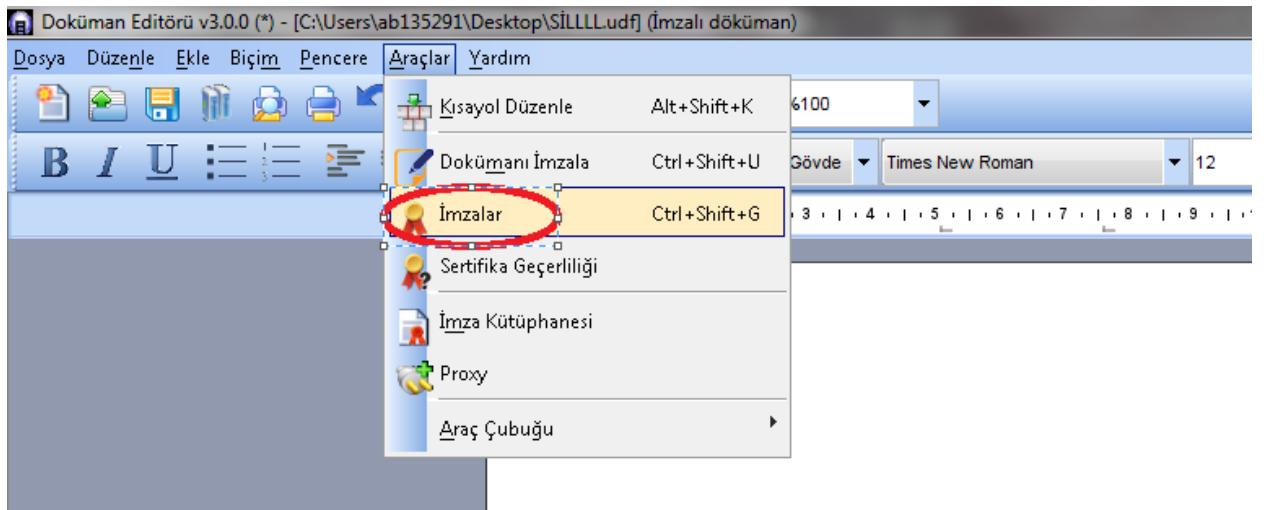 Doküman Editörü v3.0.0 (*) - [C:\Users\ab135291\Desktop\SİLLLL.udf] (İmzalı döküman)
Dosya Düzenle Ekle Biçim Pencere Araçlar Yardım
Kısayol Düzenle Alt+Shift+K
%100
B I U
Dokümanı İmzala Ctrl+Shift+U
Gövde Times New Roman 12
İmzalar Ctrl+Shift+G
3 4 5 6 7 8 9
Sertifika Geçerliliği
İmza Kütüphanesi
Proxy
Araç Çubuğu